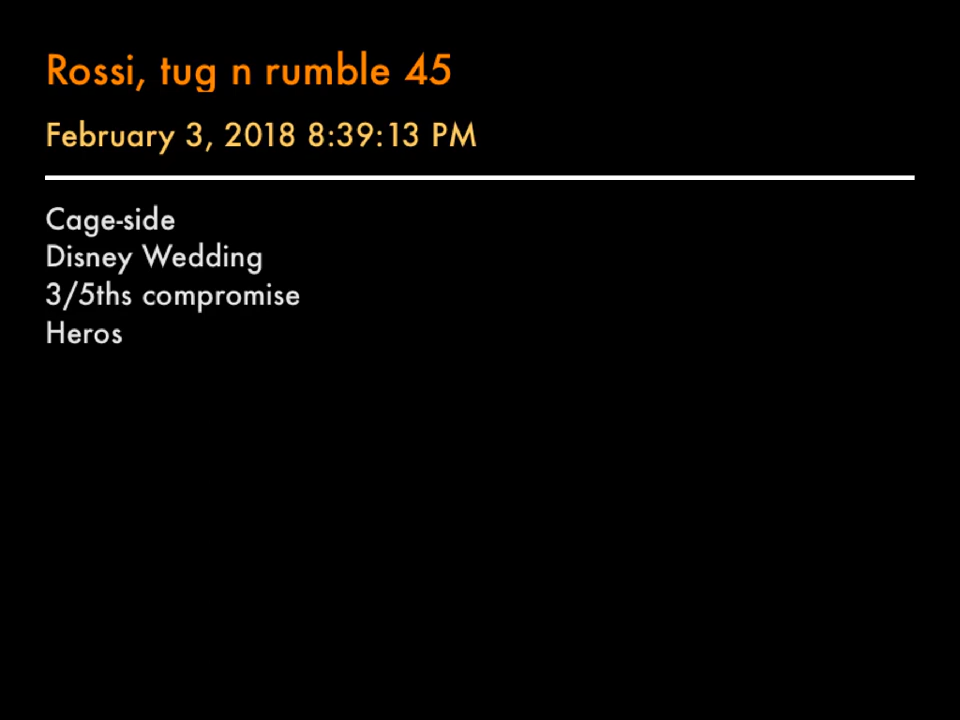 Rossi, tug n rumble 45
February 3, 2018 8:39:13 PM
Cage-side
Disney Wedding
3/5ths compromise
Heros